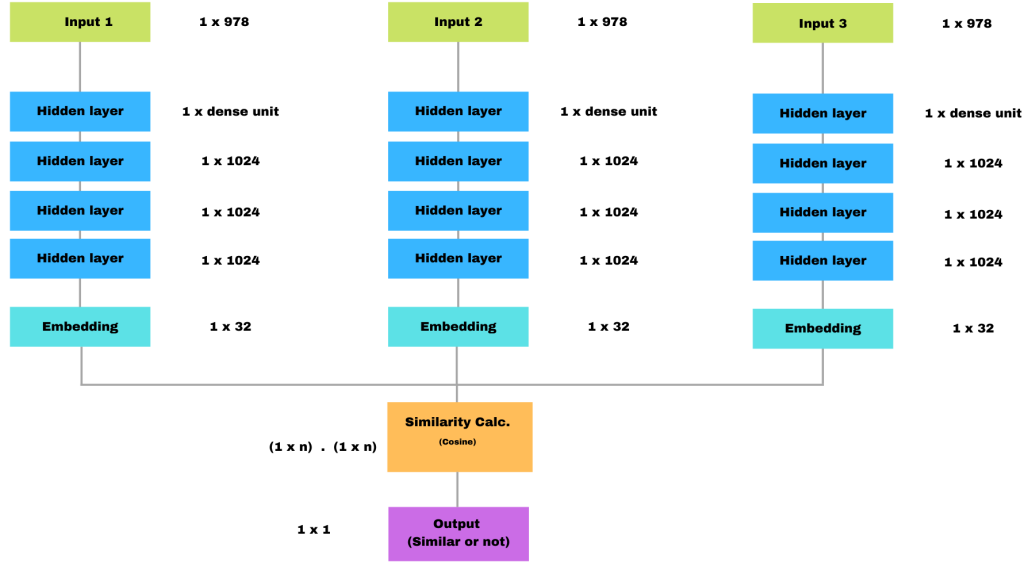 Input 1 1 x 978 Input 2 1 x 978 Input 3 1 x 978
Hidden layer 1 x dense unit Hidden layer 1 x dense unit Hidden layer 1 x dense unit
Hidden layer 1 x 1024 Hidden layer 1 x 1024 Hidden layer 1 x 1024
Hidden layer 1 x 1024 Hidden layer 1 x 1024 Hidden layer 1 x 1024
Hidden layer 1 x 1024 Hidden layer 1 x 1024 Hidden layer 1 x 1024
Embedding 1 x 32 Embedding 1 x 32 Embedding 1 x 32
Similarity Calc.
(Cosine)
(1 x n) . (1 x n)
Output
1 x 1
(Similar or not)